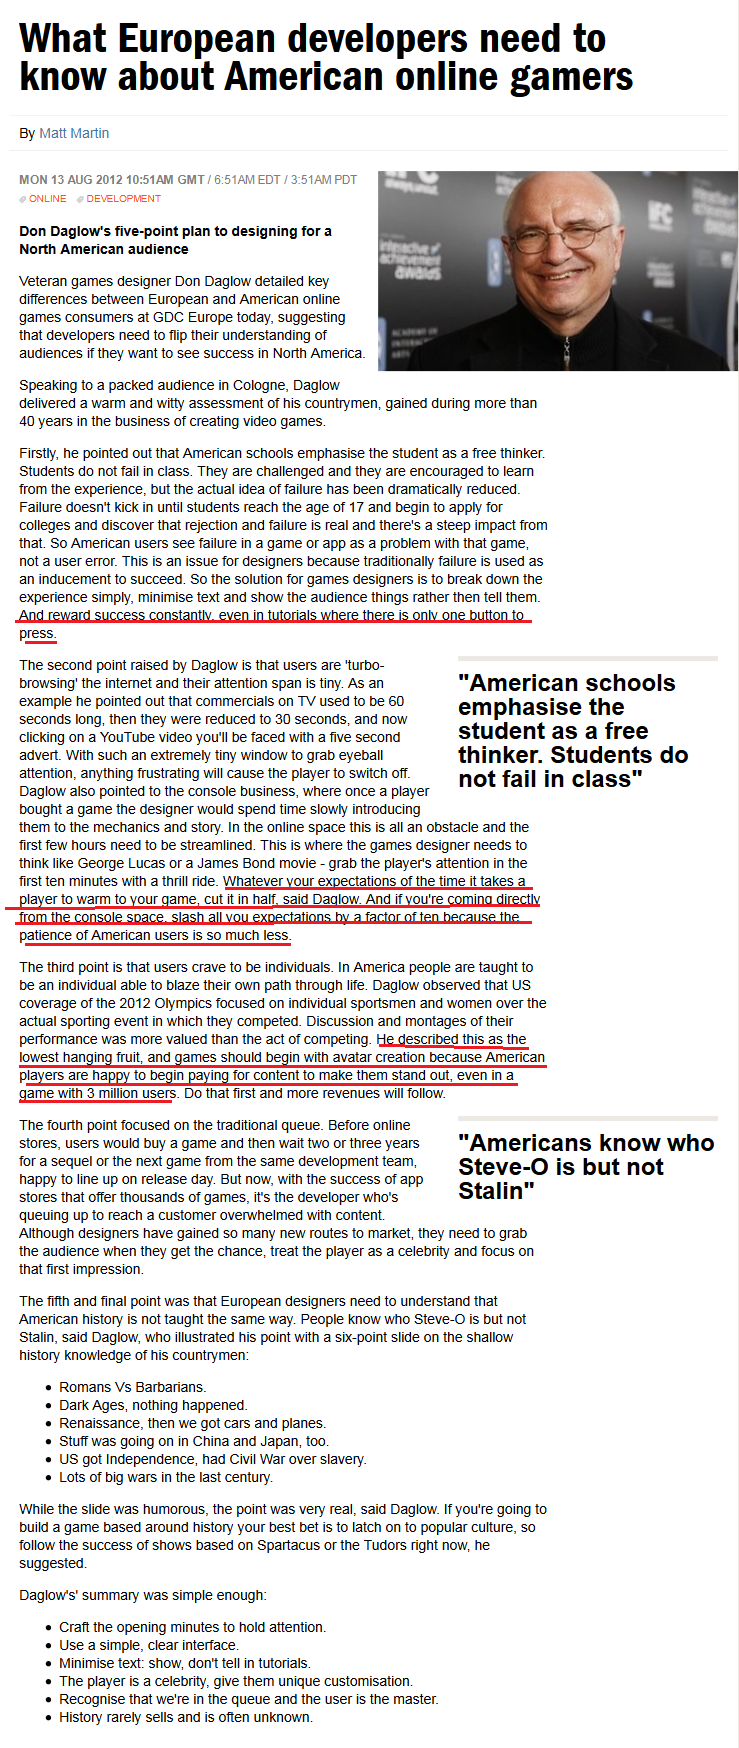 What European developers need to
know about American online gamers
By Matt Martin
MON 13 AUG 2012 10:51AM GMT / 6:51AM EDT / 3:51AM PDT
ONLINE DEVELOPMENT
Don Daglow's five-point plan to designing for a
North American audience
Veteran games designer Don Daglow detailed key
differences between European and American online
games consumers at GDC Europe today, suggesting
that developers need to flip their understanding of
audiences if they want to see success in North America.
IFC
always on set.
IFC
interactive
achievement
awards
ACADEMY OF
INTERACTIVE
ARTS
Speaking to a packed audience in Cologne, Daglow
delivered a warm and witty assessment of his countrymen, gained during more than
40 years in the business of creating video games.
Firstly, he pointed out that American schools emphasise the student as a free thinker.
Students do not fail in class. They are challenged and they are encouraged to learn
from the experience, but the actual idea of failure has been dramatically reduced.
Failure doesn't kick in until students reach the age of 17 and begin to apply for
colleges and discover that rejection and failure is real and there's a steep impact from
that. So American users see failure in a game or app as a problem with that game,
not a user error. This is an issue for designers because traditionally failure is used as
an inducement to succeed. So the solution for games designers is to break down the
experience simply, minimise text and show the audience things rather then tell them.
And reward success constantly, even in tutorials where there is only one button to
press.
The second point raised by Daglow is that users are 'turbo-
browsing' the internet and their attention span is tiny. As an
example he pointed out that commercials on TV used to be 60
seconds long, then they were reduced to 30 seconds, and now
clicking on a YouTube video you'll be faced with a five second
advert. With such an extremely tiny window to grab eyeball
attention, anything frustrating will cause the player to switch off.
Daglow also pointed to the console business, where once a player
bought a game the designer would spend time slowly introducing
them to the mechanics and story. In the online space this is all an obstacle and the
first few hours need to be streamlined. This is where the games designer needs to
think like George Lucas or a James Bond movie - grab the player's attention in the
first ten minutes with a thrill ride. Whatever your expectations of the time it takes a
player to warm to your game, cut it in half, said Daglow. And if you're coming directly
from the console space, slash all you expectations by a factor of ten because the
patience of American users is so much less.
"American schools
emphasise the
student as a free
thinker. Students do
not fail in class"
The third point is that users crave to be individuals. In America people are taught to
be an individual able to blaze their own path through life. Daglow observed that US
coverage of the 2012 Olympics focused on individual sportsmen and women over the
actual sporting event in which they competed. Discussion and montages of their
performance was more valued than the act of competing. He described this as the
lowest hanging fruit, and games should begin with avatar creation because American
players are happy to begin paying for content to make them stand out, even in a
game with 3 million users. Do that first and more revenues will follow.
The fourth point focused on the traditional queue. Before online
stores, users would buy a game and then wait two or three years
for a sequel or the next game from the same development team,
happy to line up on release day. But now, with the success of app
stores that offer thousands of games, it's the developer who's
queuing up to reach a customer overwhelmed with content.
Although designers have gained so many new routes to market, they need to grab
the audience when they get the chance, treat the player as a celebrity and focus on
that first impression.
"Americans know who
Steve-O is but not
Stalin"
The fifth and final point was that European designers need to understand that
American history is not taught the same way. People know who Steve-O is but not
Stalin, said Daglow, who illustrated his point with a six-point slide on the shallow
history knowledge of his countrymen:
Romans Vs Barbarians.
Dark Ages, nothing happened.
Renaissance, then we got cars and planes.
Stuff was going on in China and Japan, too.
US got Independence, had Civil War over slavery.
Lots of big wars in the last century.
While the slide was humorous, the point was very real, said Daglow. If you're going to
build a game based around history your best bet is to latch on to popular culture, so
follow the success of shows based on Spartacus or the Tudors right now, he
suggested.
Daglow's' summary was simple enough:
Craft the opening minutes to hold attention.
Use a simple, clear interface.
Minimise text: show, don't tell in tutorials.
The player is a celebrity, give them unique customisation.
Recognise that we're in the queue and the user is the master.
History rarely sells and is often unknown.